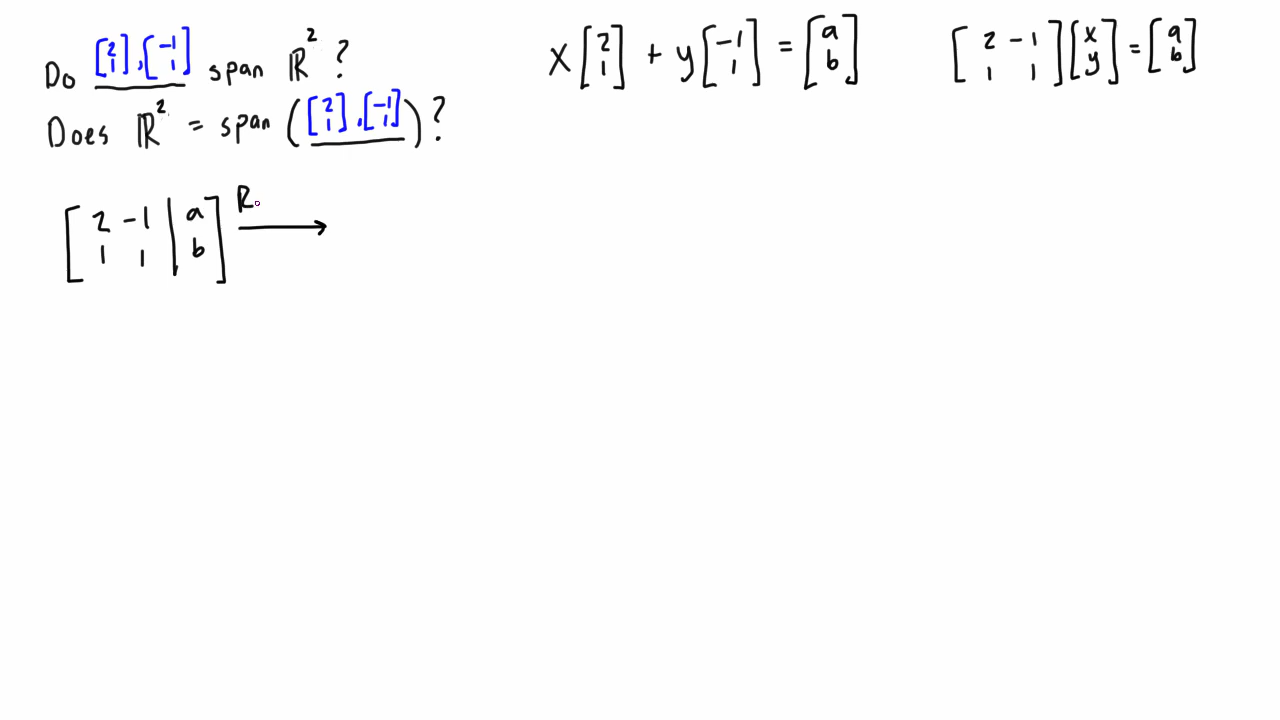 Do [2 1], [-1 1] span ℝ² ?
Does ℝ² = span ([2 1], [-1 1]) ?
x [2 1] + y [-1 1] = [a b]
[2 -1
1 1] [x y] = [a b]
[2 -1 | a
1 1 | b] R →